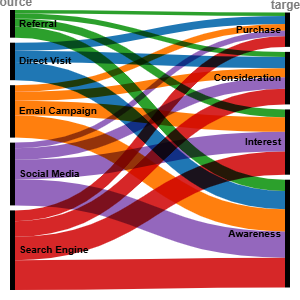 ource
targe
Referral
Purchase
Direct Visit
Consideration
Email Campaign
Interest
Social Media
Awareness
Search Engine